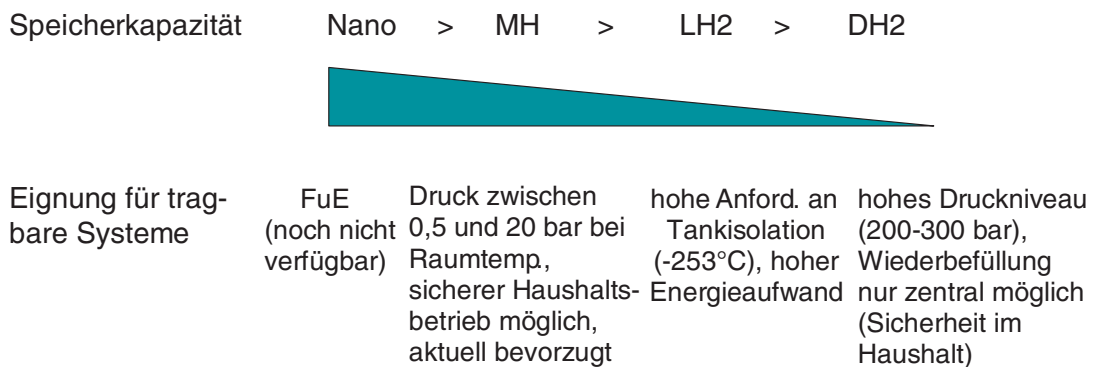 Speicherkapazität Nano > MH > LH2 > DH2
Eignung für trag-
bare Systeme
FuE
(noch nicht
verfügbar)
Druck zwischen
0,5 und 20 bar bei
Raumtemp.,
sicherer Haushalts-
betrieb möglich,
aktuell bevorzugt
hohe Anford. an
Tankisolation
(-253°C), hoher
Energieaufwand
hohes Druckniveau
(200-300 bar),
Wiederbefüllung
nur zentral möglich
(Sicherheit im
Haushalt)